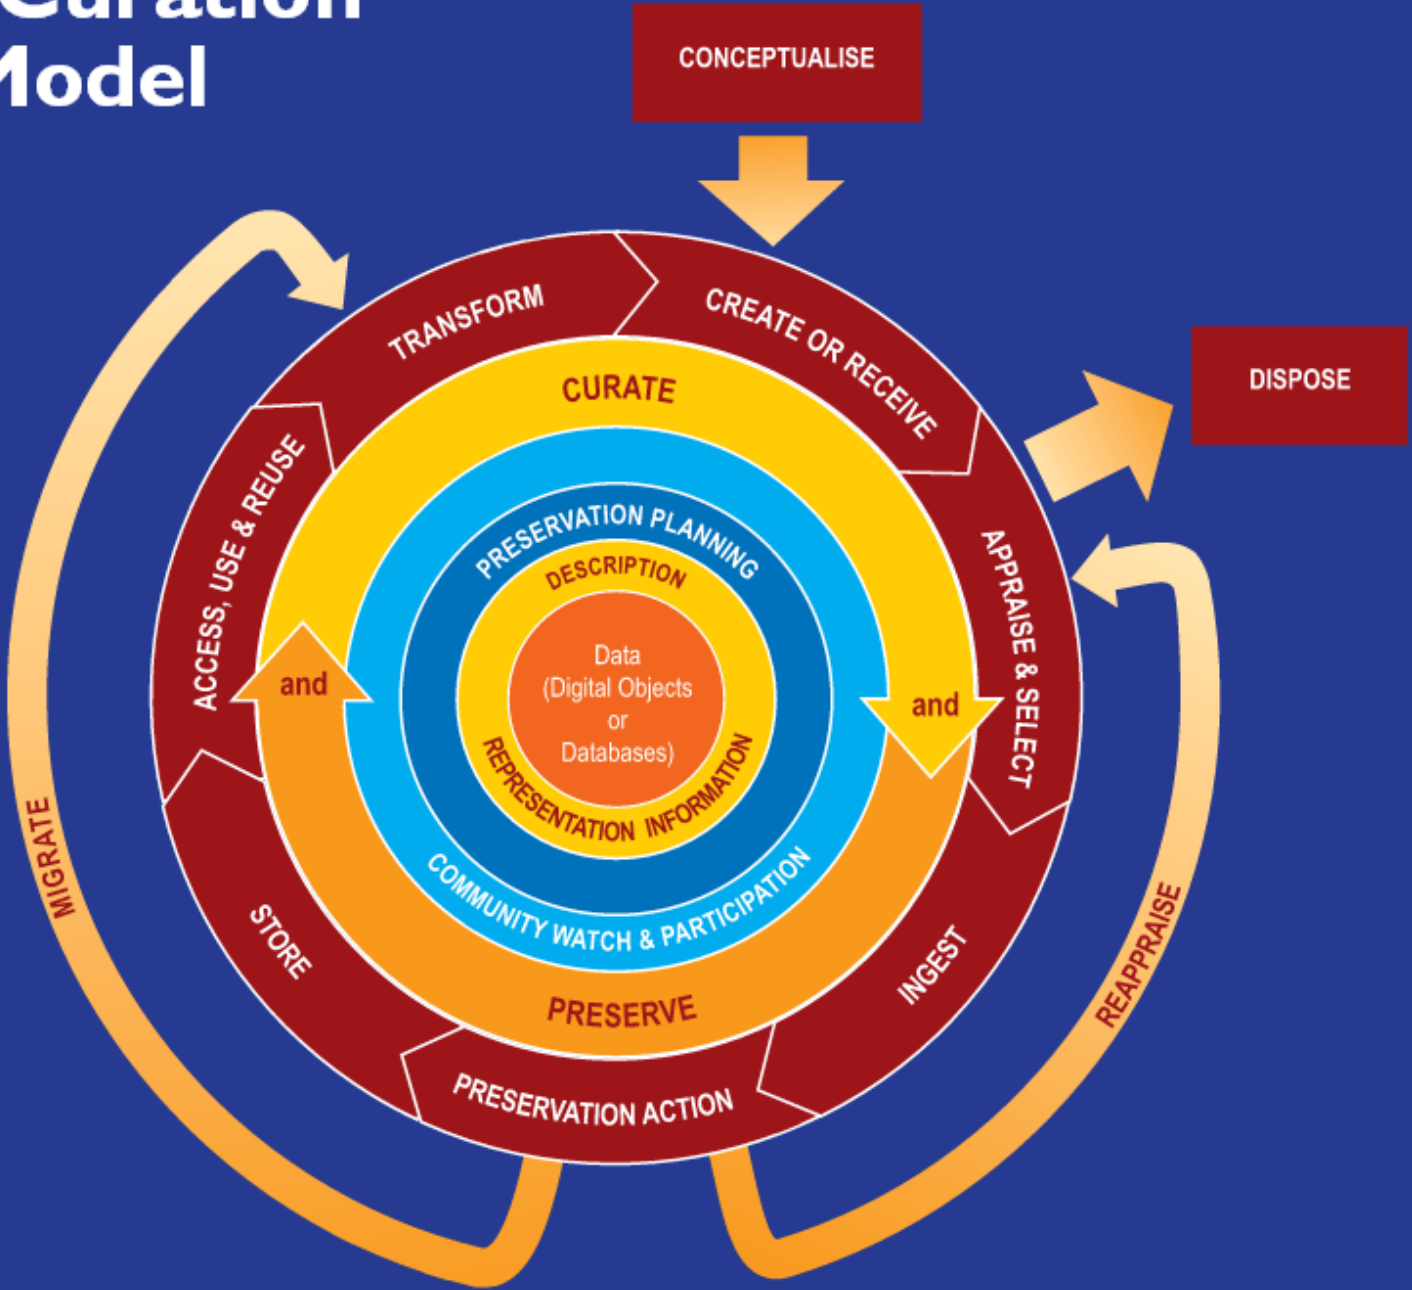 Curation
Model
CONCEPTUALISE
DISPOSE
TRANSFORM
CREATE OR RECEIVE
APPRAISE & SELECT
INGEST
PRESERVATION ACTION
STORE
ACCESS, USE & REUSE
MIGRATE
REAPPRAISE
CURATE
and
PRESERVE
and
COMMUNITY WATCH & PARTICIPATION
PRESERVATION PLANNING
DESCRIPTION
REPRESENTATION INFORMATION
Data
(Digital Objects
or
Databases)